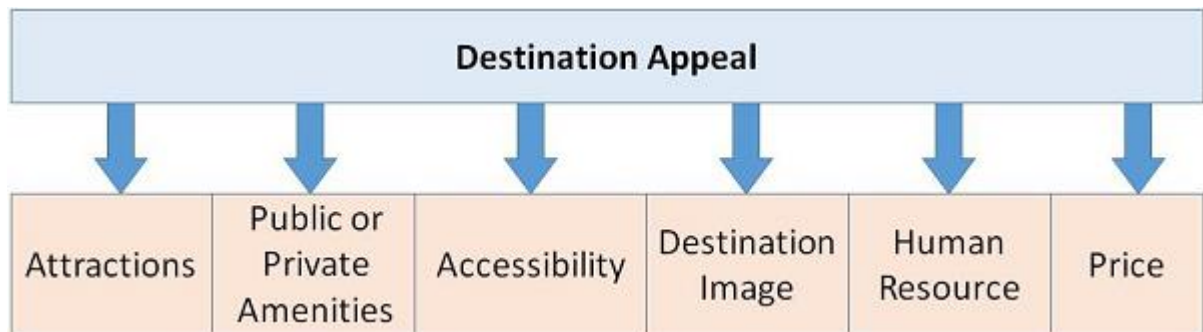 Destination Appeal
Attractions
Public or
Private
Amenities
Accessibility
Destination
Image
Human
Resource
Price